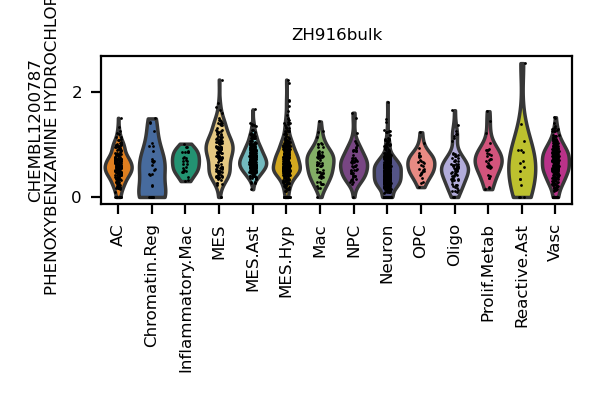 ZH916bulk
CHEMBL1200787
PHENOXYBENZAMINE HYDROCHLOR
2
0
AC
Chromatin.Reg
Inflammatory.Mac
MES
MES.Ast
MES.Hyp
Mac
NPC
Neuron
OPC
Oligo
Prolif.Metab
Reactive.Ast
Vasc